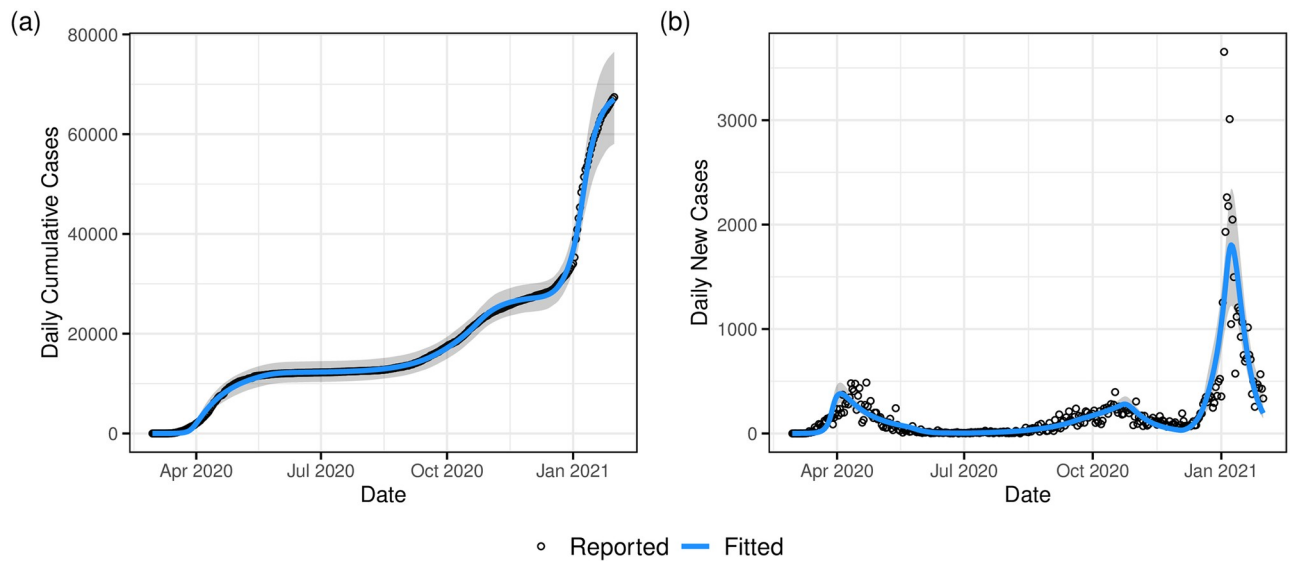 (a)
80000
60000
40000
20000
0
Daily Cumulative Cases
Apr 2020
Jul 2020
Oct 2020
Jan 2021
Date
(b)
3000
2000
1000
0
Daily New Cases
Apr 2020
Jul 2020
Oct 2020
Jan 2021
Date
Reported
Fitted